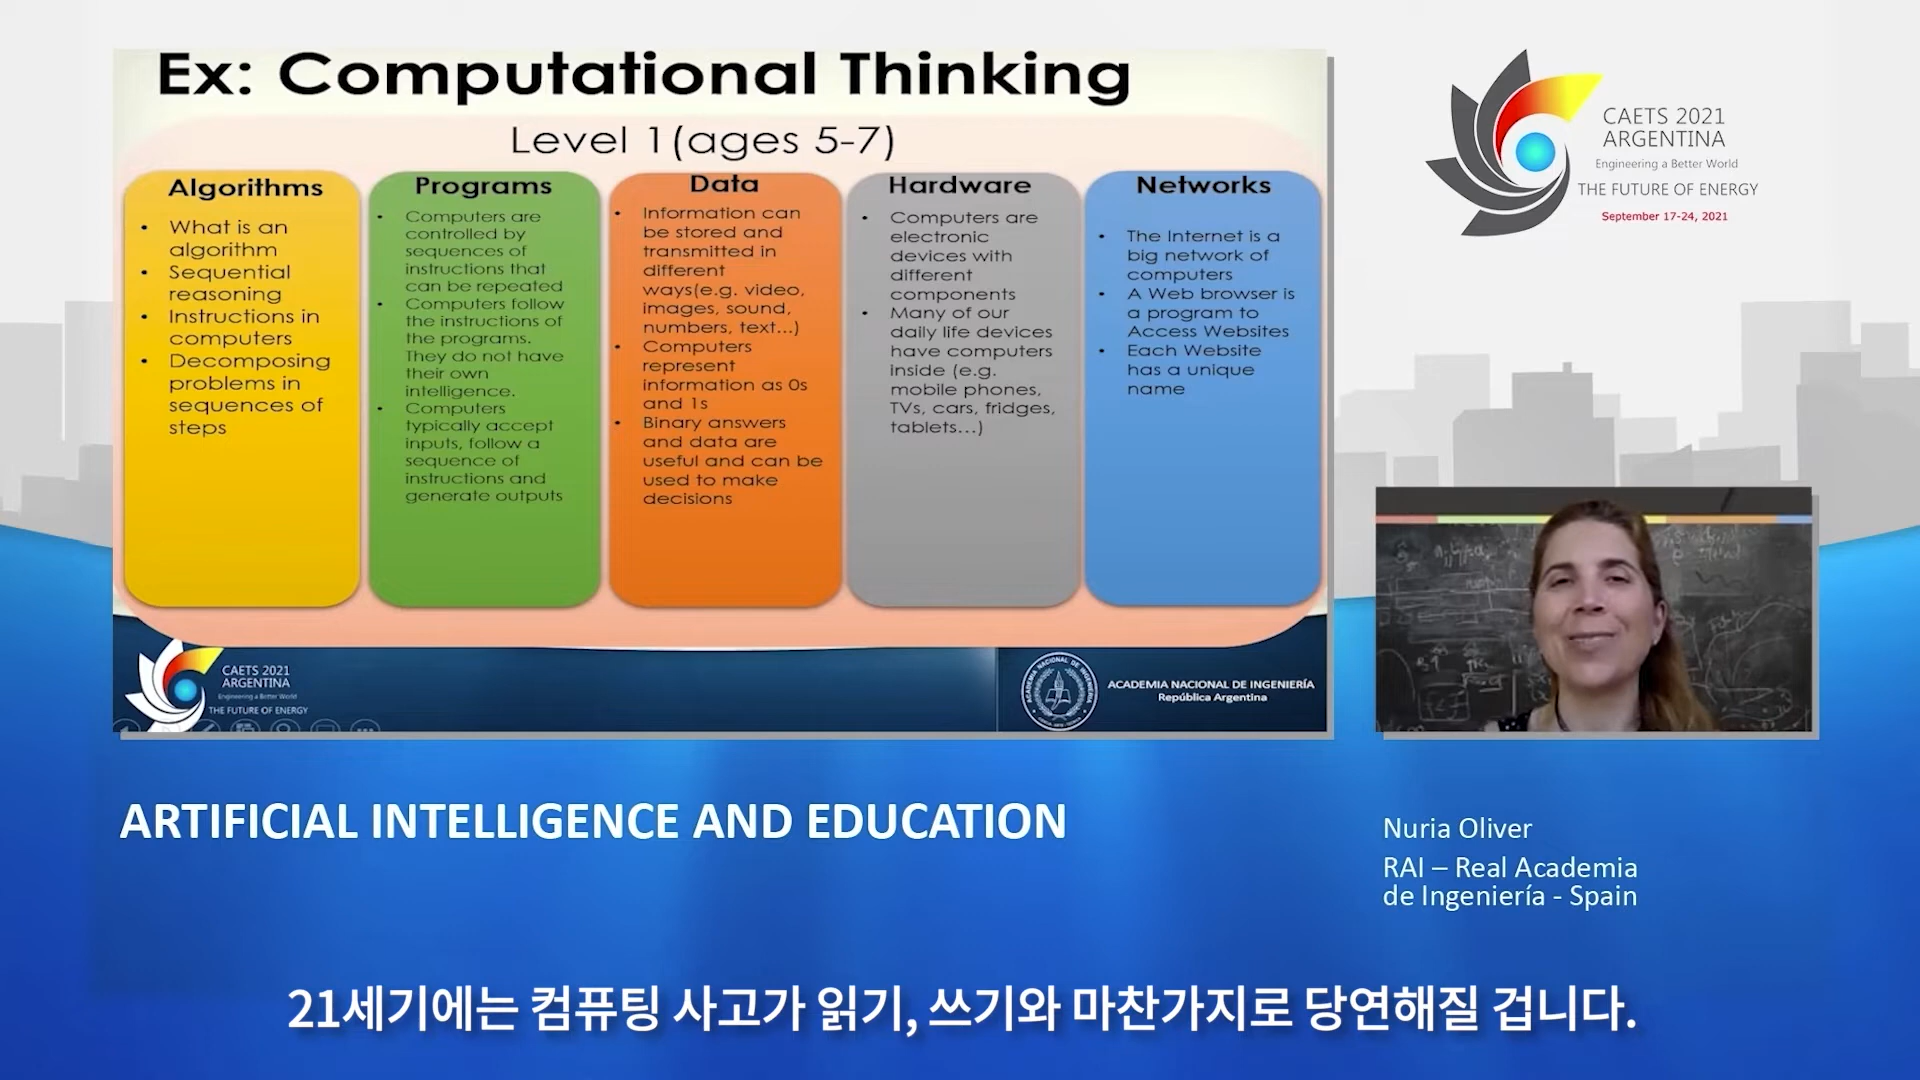 Ex: Computational Thinking
Level 1(ages 5-7)
Algorithms
• What is an
algorithm
• Sequential
reasoning
• Instructions in
computers
• Decomposing
problems in
sequences of
steps
Programs
• Computers are
controlled by
sequences of
instructions that
can be repeated
• Computers follow
the instructions of
the programs.
They do not have
their own
intelligence.
• Computers
typically accept
inputs, follow a
sequence of
instructions and
generate outputs
Data
• Information can
be stored and
transmitted in
different
ways(e.g. video,
images, sound,
numbers, text...)
• Computers
represent
information as 0s
and 1s
• Binary answers
and data are
useful and can be
used to make
decisions
Hardware
• Computers are
electronic
devices with
different
components
• Many of our
daily life devices
have computers
inside (e.g.
mobile phones,
TVs, cars, fridges,
tablets...)
Networks
• The Internet is a
big network of
computers
• A Web browser is
a program to
Access Websites
• Each Website
has a unique
name
CAETS 2021
ARGENTINA
Engineering a Better World
THE FUTURE OF ENERGY
ACADEMIA NACIONAL DE INGENIERÍA
República Argentina
CAETS 2021
ARGENTINA
Engineering a Better World
THE FUTURE OF ENERGY
September 17-24, 2021
ARTIFICIAL INTELLIGENCE AND EDUCATION
Nuria Oliver
RAI – Real Academia
de Ingeniería - Spain
21세기에는 컴퓨팅 사고가 읽기, 쓰기와 마찬가지로 당연해질 겁니다.